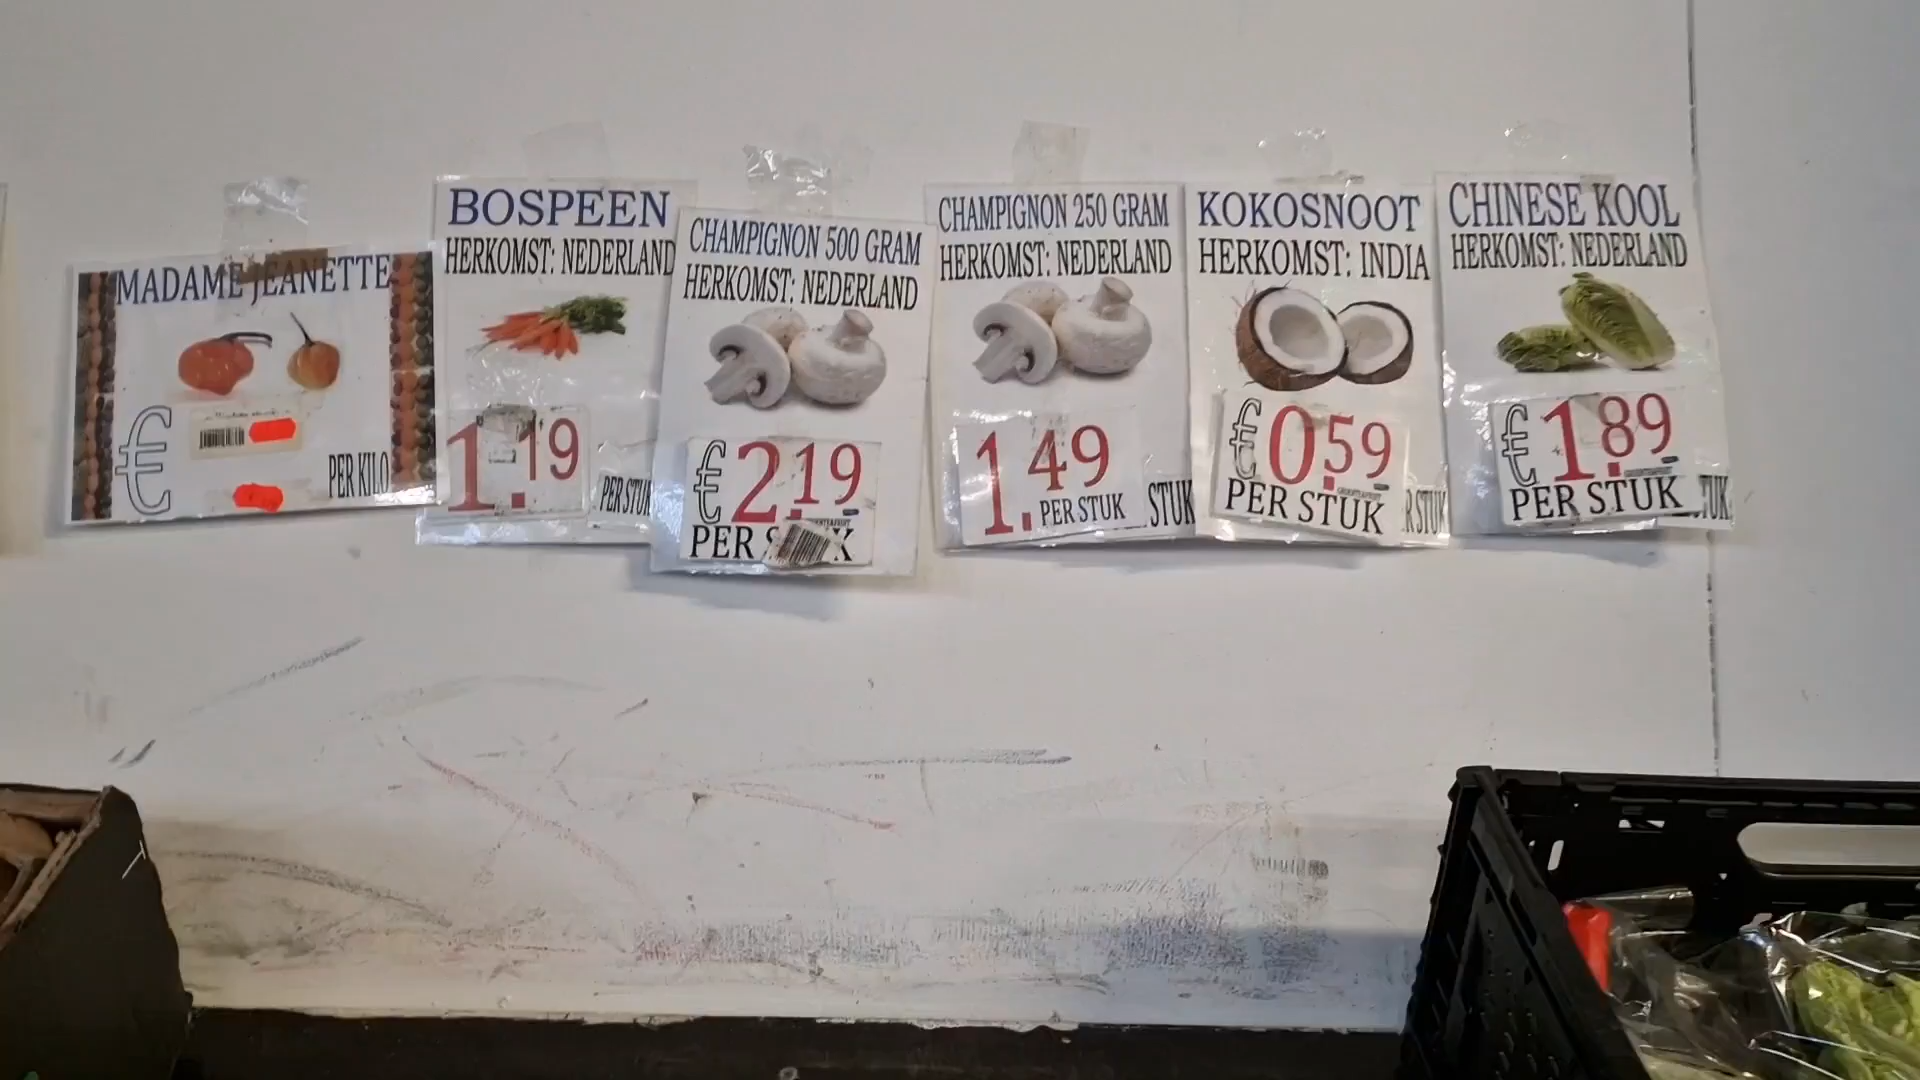 MADAME JEANETTE
€
PER KILO
BOSPEEN
HERKOMST: NEDERLAND
1.19
PER STUK
CHAMPIGNON 500 GRAM
HERKOMST: NEDERLAND
€ 2.19
PER
CHAMPIGNON 250 GRAM
HERKOMST: NEDERLAND
1.49
PER STUK
STUK
KOKOSNOOT
HERKOMST: INDIA
€ 0.59
PER STUK
R STUK
CHINESE KOOL
HERKOMST: NEDERLAND
€ 1.89
PER STUK
TUK